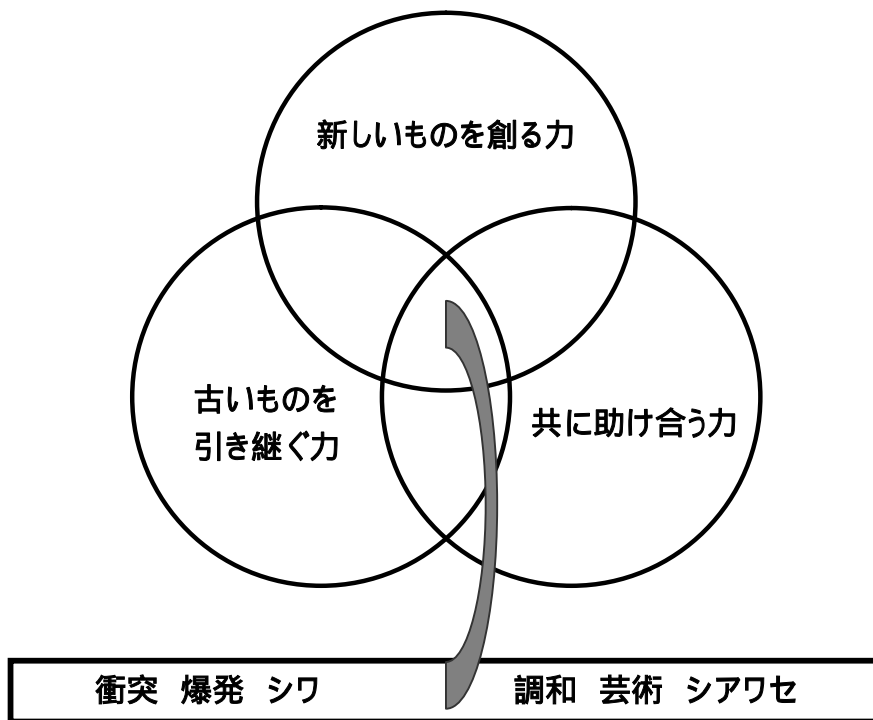 新しいものを創る力
古いものを
引き継ぐ力
共に助け合う力
衝突 爆発 シワ
調和 芸術 シアワセ